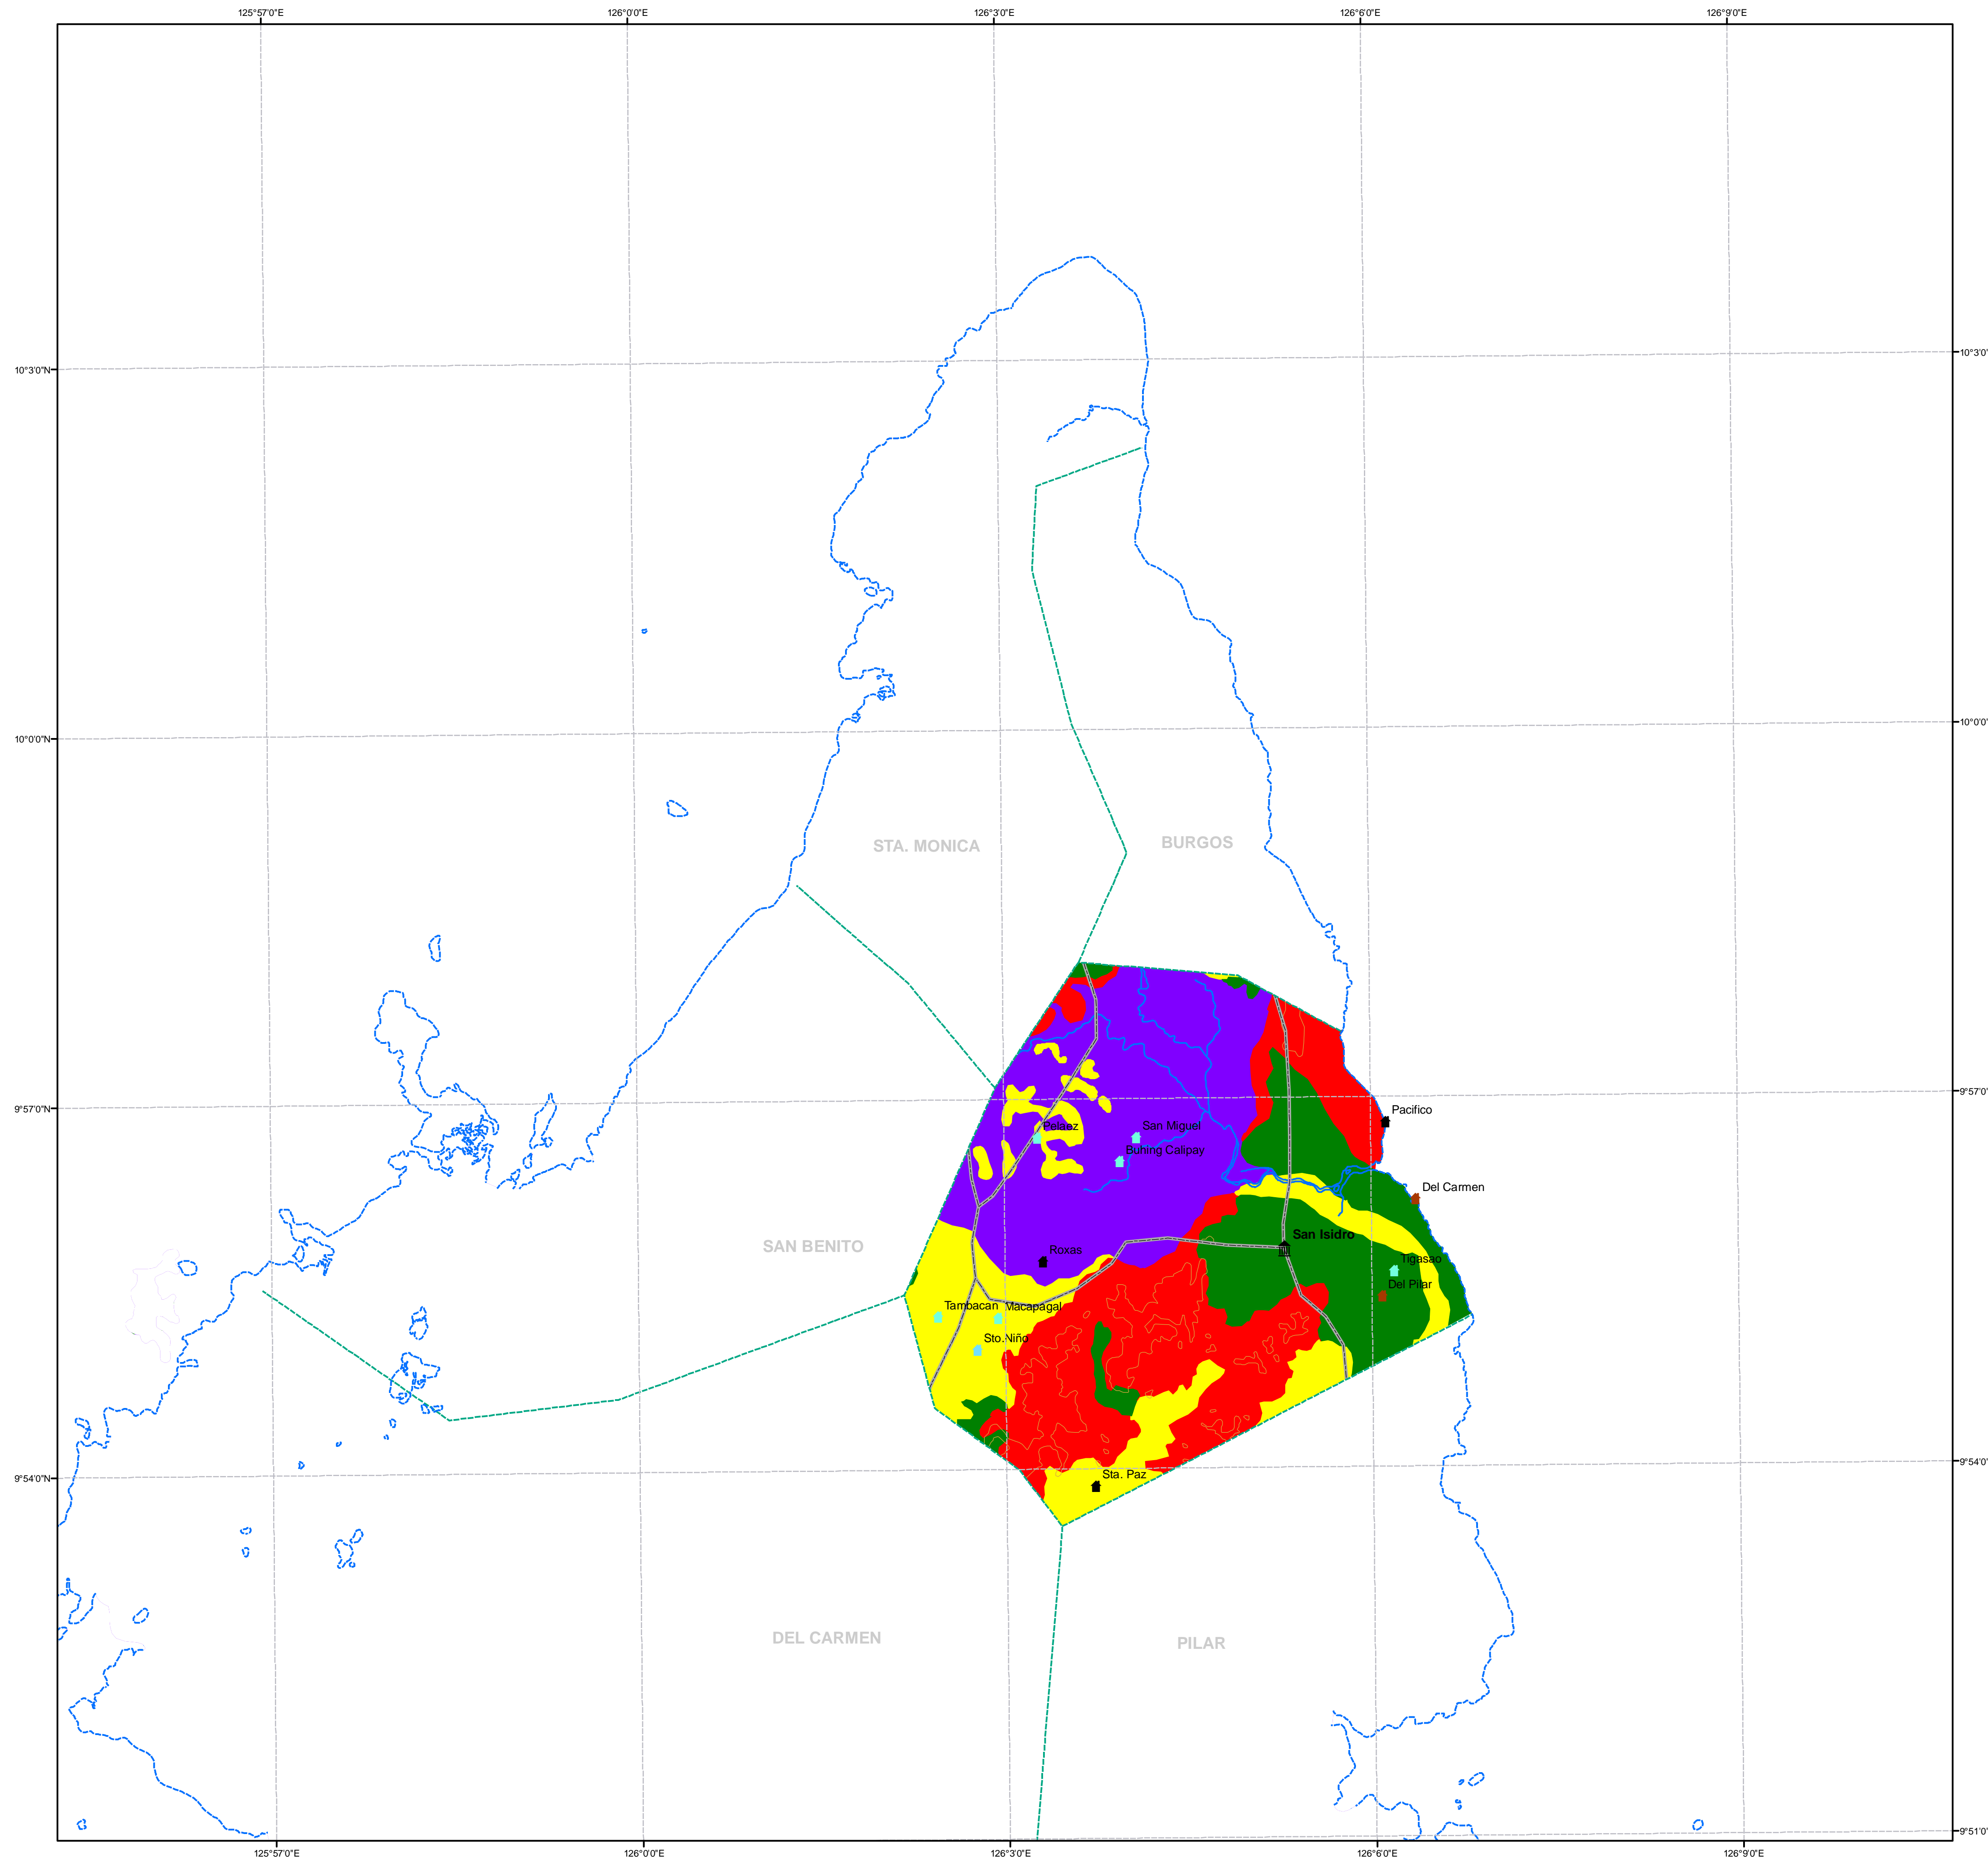 125°57'0"E
126°0'0"E
126°3'0"E
126°6'0"E
126°9'0"E
10°3'0"N
10°3'0"
10°0'0"N
10°0'0"
STA. MONICA
BURGOS
9°57'0"N
9°57'0"
Pacifico
Pelaez
San Miguel
Buhing Calipay
Del Carmen
San Isidro
SAN BENITO
Roxas
Tigasao
Del Pilar
Tambacan
Macapagal
Sto.Niño
9°54'0"N
9°54'0"
Sta. Paz
DEL CARMEN
PILAR
9°51'0"
125°57'0"E
126°0'0"E
126°3'0"E
126°6'0"E
126°9'0"E